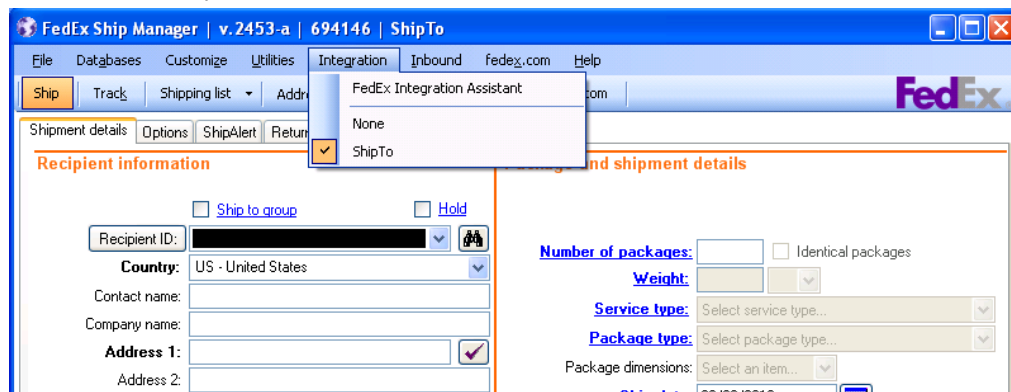 FedEx Ship Manager | v.2453-a | 694146 | ShipTo
File Databases Customize Utilities Integration Inbound fedex.com Help
Ship Track Shipping list Addr com
FedEx
FedEx Integration Assistant
None
ShipTo
Shipment details Options ShipAlert Retur
Recipient information
and shipment details
Ship to group Hold
Recipient ID:
Country: US - United States
Contact name:
Company name:
Address 1:
Address 2:
Number of packages: Identical packages
Weight:
Service type: Select service type...
Package type: Select package type...
Package dimensions: Select an item...